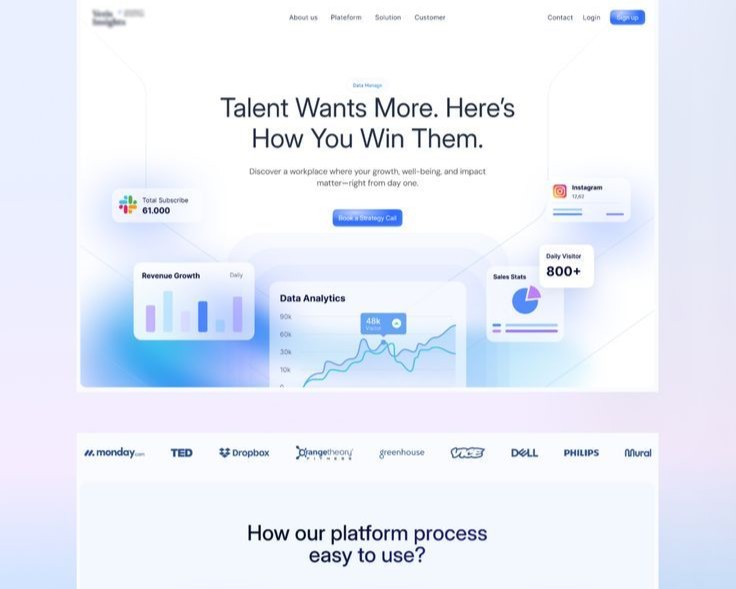 About us Plateform Solution Customer
Contact Login Sign up
Data Manage
Talent Wants More. Here's
How You Win Them.
Discover a workplace where your growth, well-being, and impact
matter—right from day one.
Book a Strategy Call
Total Subscribe
61.000
Instagram
Revenue Growth Daily
Data Analytics
90k
60k
30k
10k
0
48k
Visitor
Sales Stats
Daily Visitor
800+
monday.com TED Dropbox Orangetheory FITNESS greenhouse VICE DELL PHILIPS Mural
How our platform process
easy to use?